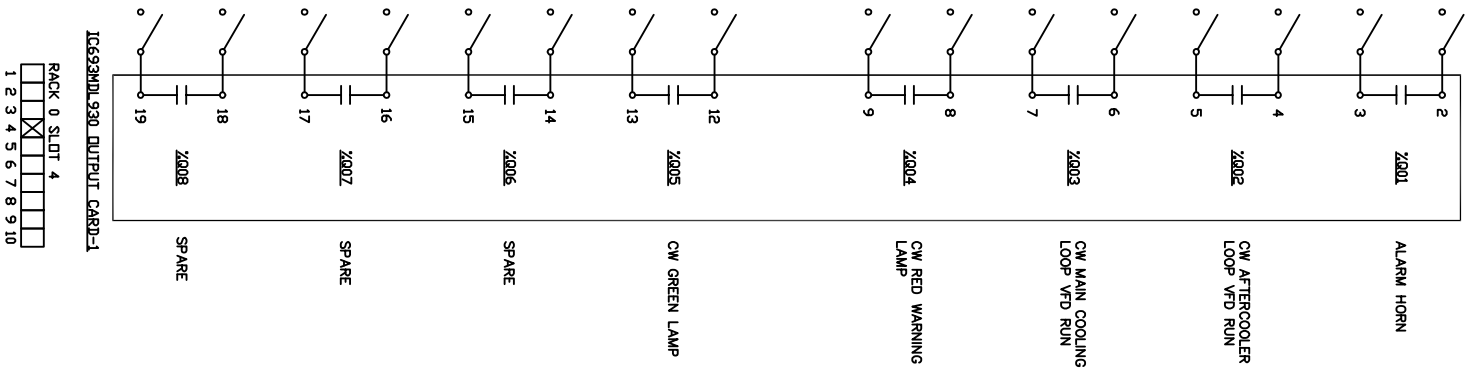 2
%Q01 ALARM HORN
3
4
%Q02 CW AFTERCOOLER
LOOP VFD RUN
5
6
%Q03 CW MAIN COOLING
LOOP VFD RUN
7
8
%Q04 CW RED WARNING
LAMP
9
12
%Q05 CW GREEN LAMP
13
14
%Q06 SPARE
15
16
%Q07 SPARE
17
18
%Q08 SPARE
19
IC693MDL930 OUTPUT CARD-1
RACK 0 SLOT 4
1 2 3 4 5 6 7 8 9 10